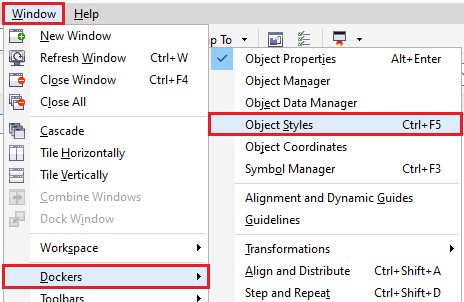 Window Help
New Window
Refresh Window Ctrl+W
Close Window Ctrl+F4
Close All
Cascade
Tile Horizontally
Tile Vertically
Combine Windows
Dock Window
Workspace
Dockers
Toolbars
To
Object Properties Alt+Enter
Object Manager
Object Data Manager
Object Styles Ctrl+F5
Object Coordinates
Symbol Manager Ctrl+F3
Alignment and Dynamic Guides
Guidelines
Transformations
Align and Distribute Ctrl+Shift+A
Step and Repeat Ctrl+Shift+D